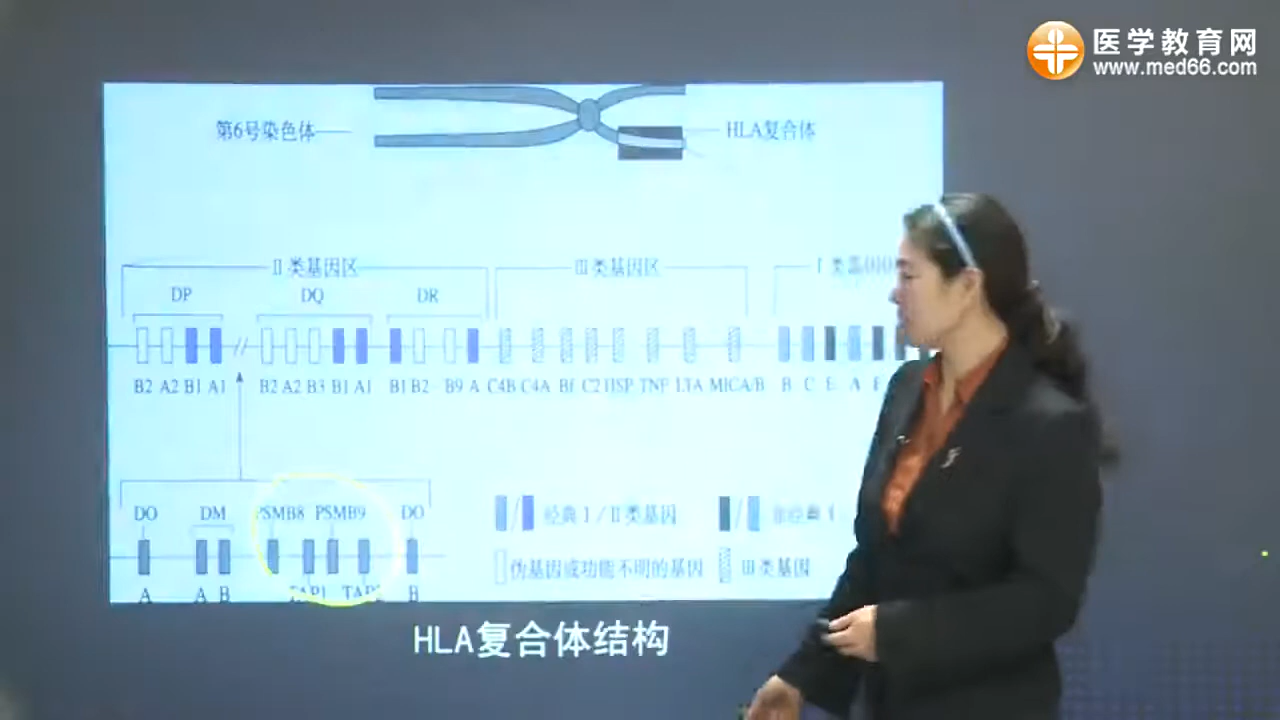 医学教育网
www.med66.com
第6号染色体
HLA复合体
Ⅱ类基因区
Ⅲ类基因区
Ⅰ类
DP
DQ
DR
B2 A2 B1 A1
B2 A2 B3 B1 A1
B1 B2
B9 A
C4B C4A Bf C2 HSP TNF LTA MICA/B
B C E A
DO
DM
PSMB8 PSMB9
DO
经典Ⅰ/Ⅱ类基因
伪基因或功能不明的基因
Ⅲ类基因
A
A B
TAP1
B
HLA复合体结构